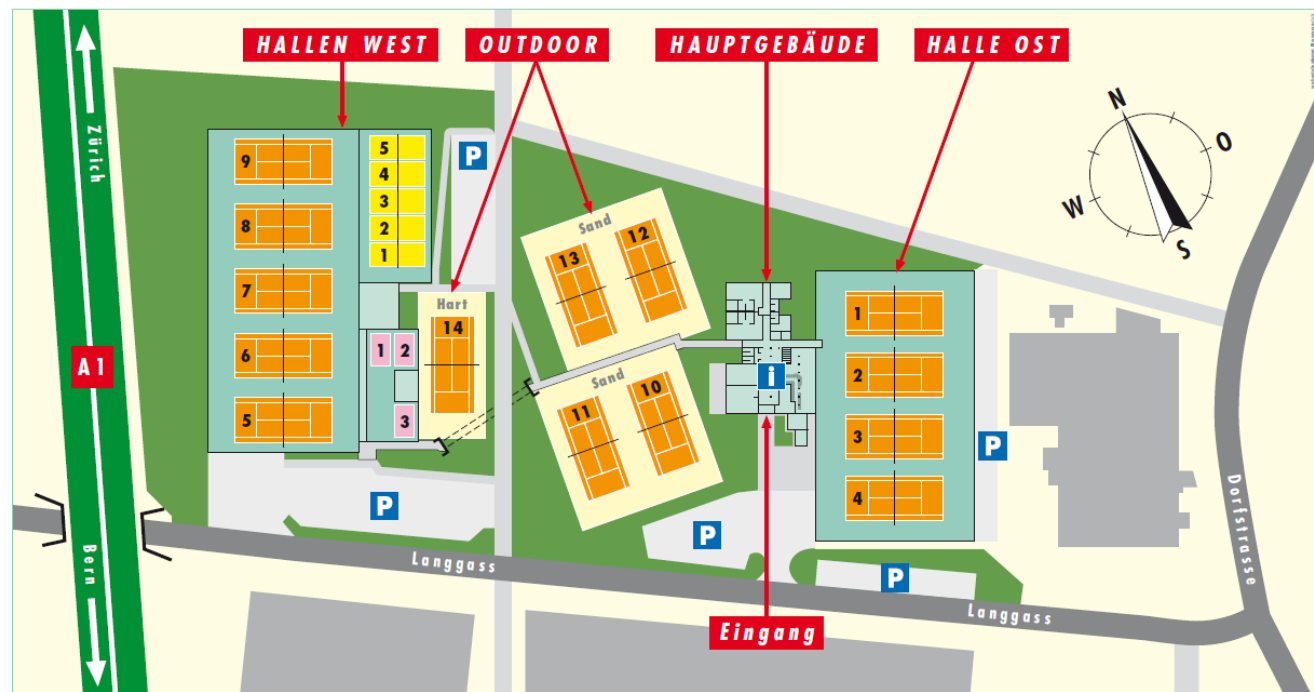 HALLEN WEST
OUTDOOR
HAUPTGEBÄUDE
HALLE OST
Zürich
A1
Bern
9
8
7
6
5
5
4
3
2
1
P
Hart
14
1
2
3
Sand
13
12
Sand
11
10
i
1
2
3
4
P
P
P
P
N
O
S
W
Langgass
Langgass
Dorfstrasse
Eingang